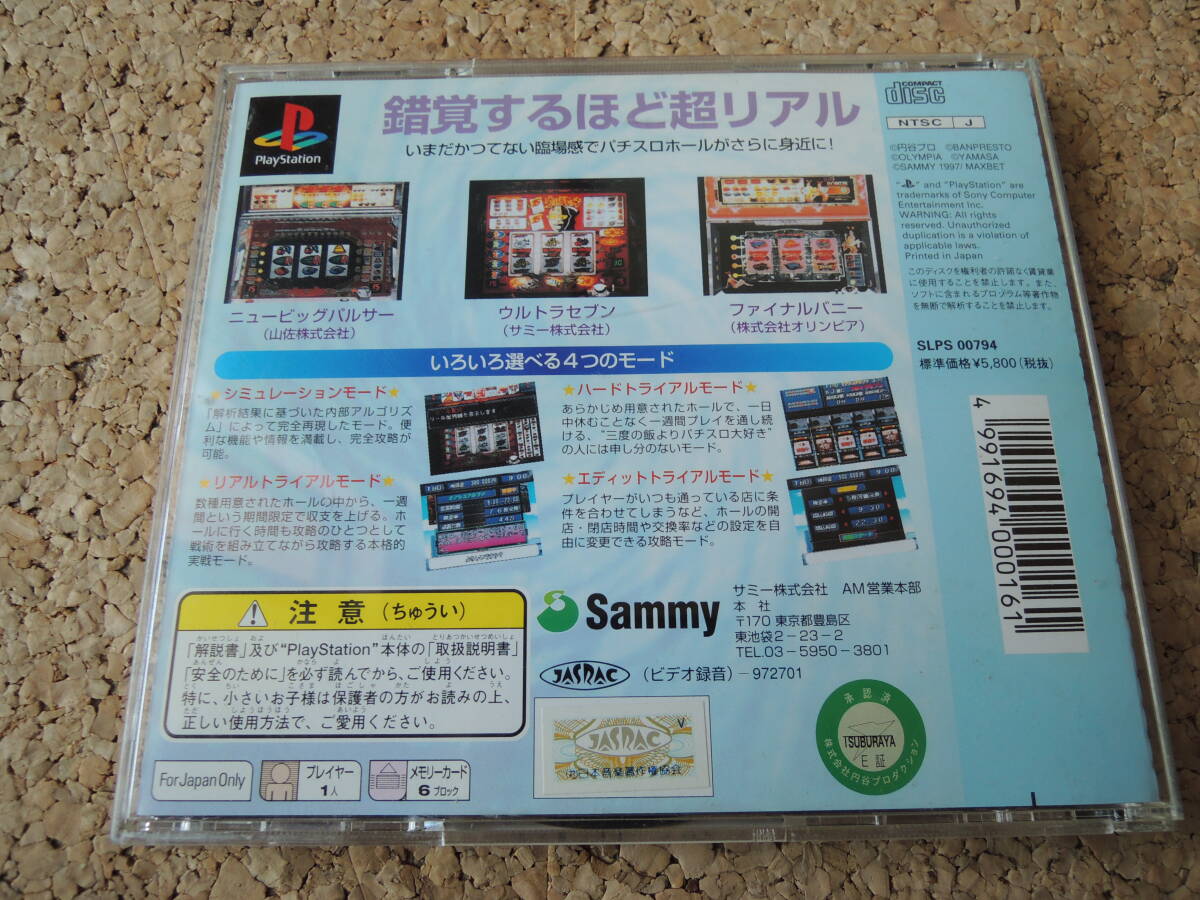 PlayStation
錯覚するほど超リアル
いまだかつてない臨場感でパチスロホールがさらに身近に!
COMPACT
disc
NTSC J
©円谷プロ ©BANPRESTO
©OLYMPIA ©YAMASA
©SAMMY 1997/ MAXBET
" " and "PlayStation" are
trademarks of Sony Computer
Entertainment Inc.
WARNING: All rights
reserved. Unauthorized
duplication is a violation of
applicable laws.
Printed in Japan
このディスクを権利者の許諾なく賃貸業
に使用することを禁止します。また、
ソフトに含まれるプログラム等著作物
を無断で解析することを禁止します。
SLPS 00794
標準価格¥5,800(税抜)
4 991694 000161
ニュービッグパルサー
(山佐株式会社)
ウルトラセブン
(サミー株式会社)
ファイナルバニー
(株式会社オリンピア)
いろいろ選べる4つのモード
★シミュレーションモード★
「解析結果に基づいた内部アルゴリズ
ム」によって完全再現したモード。便
利な機能や情報を満載し、完全攻略が
可能。
★リアルトライアルモード★
数種用意されたホールの中から、一週
間という期間限定で収支を上げる。ホ
ールに行く時間も攻略のひとつとして
戦術を組み立てながら攻略する本格的
実戦モード。
★ハードトライアルモード★
あらかじめ用意されたホールで、一日
中休むことなく一週間プレイを通し続
ける、"三度の飯よりパチスロ大好き"
の人には申し分のないモード。
★エディットトライアルモード★
プレイヤーがいつも通っている店に条
件を合わせてしまうなど、ホールの開
店・閉店時間や交換率などの設定を自
由に変更できる攻略モード。
注意(ちゅうい)
「解説書」及び"PlayStation"本体の「取扱説明書」
「安全のために」を必ず読んでから、ご使用ください。
特に、小さいお子様は保護者の方がお読みの上、
正しい使用方法で、ご愛用ください。
Sammy
サミー株式会社 AM営業本部
本 社
〒170 東京都豊島区
東池袋2-23-2
TEL.03-5950-3801
JASRAC (ビデオ録音)-972701
V
JASRAC
(社)日本音楽著作権協会
承認済
TSUBURAYA
E証
株式会社円谷プロダクション
For Japan Only
プレイヤー
1人
メモリーカード
6ブロック